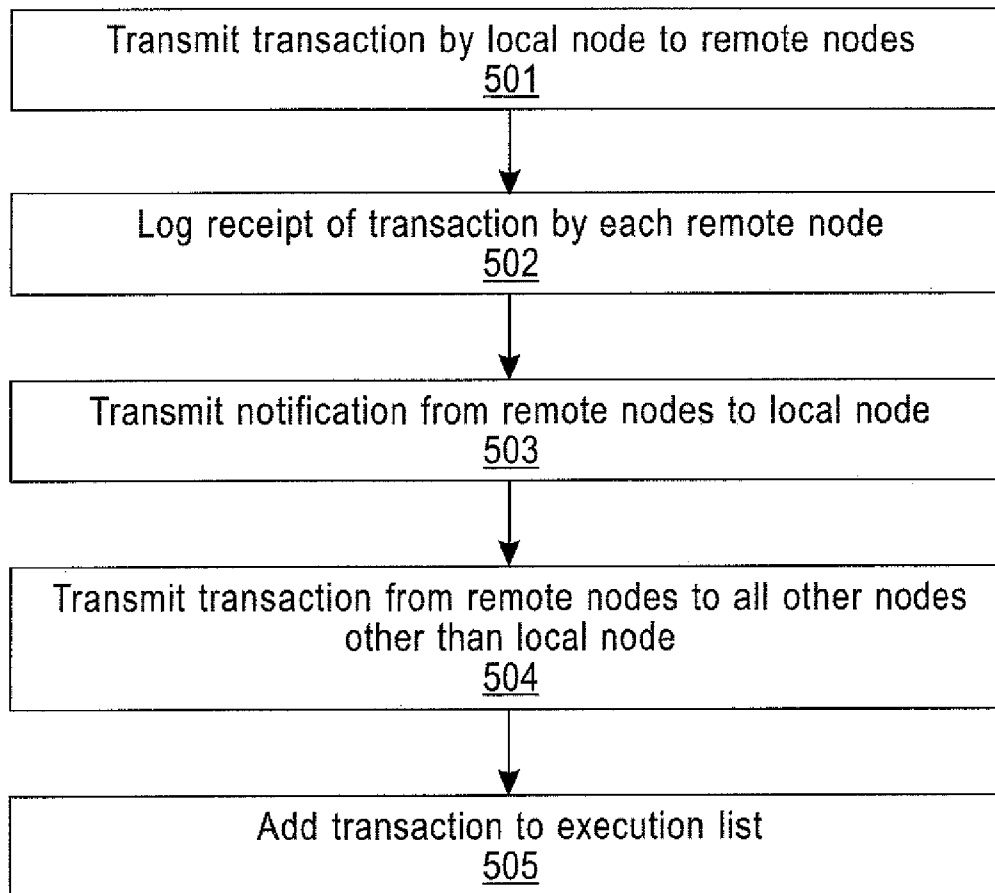 Transmit transaction by local node to remote nodes
501
Log receipt of transaction by each remote node
502
Transmit notification from remote nodes to local node
503
Transmit transaction from remote nodes to all other nodes
other than local node
504
Add transaction to execution list
505